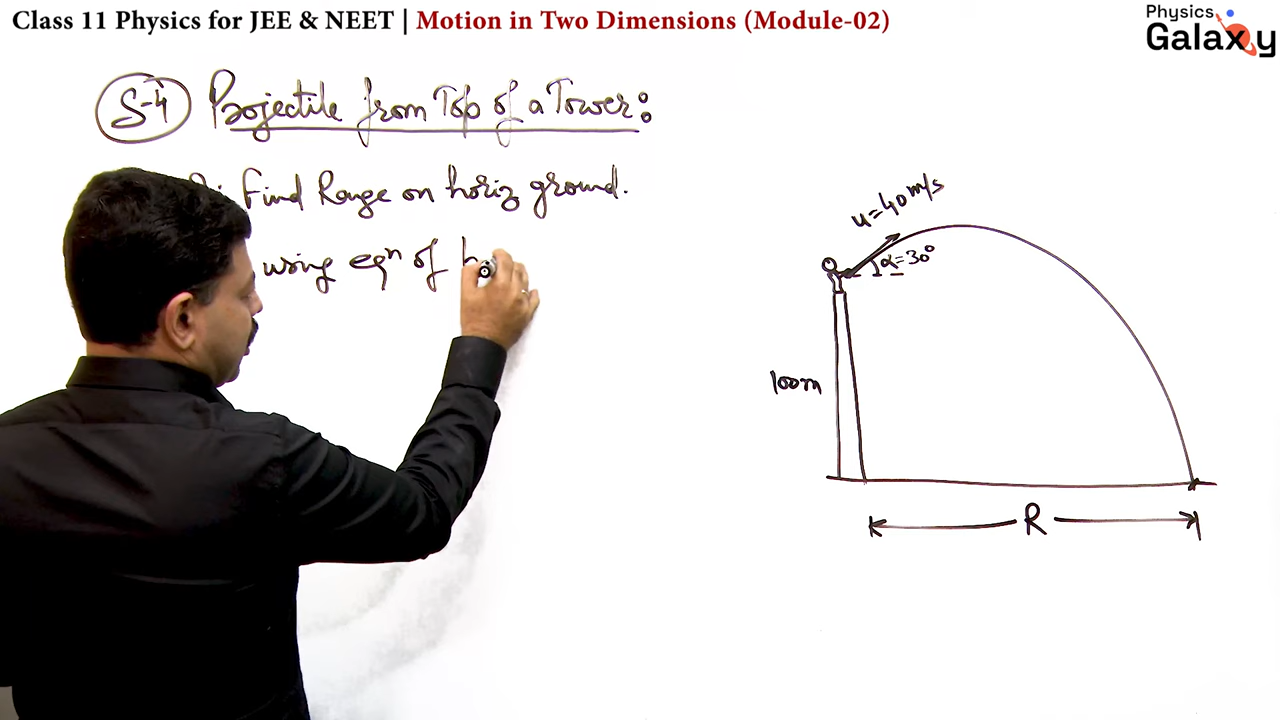 Class 11 Physics for JEE & NEET | Motion in Two Dimensions (Module-02)
Physics Galaxy
S-4 Projectile from Top of a Tower:
Find Range on horiz ground.
using eqⁿ of
u=40m/s
α=30°
100m
R